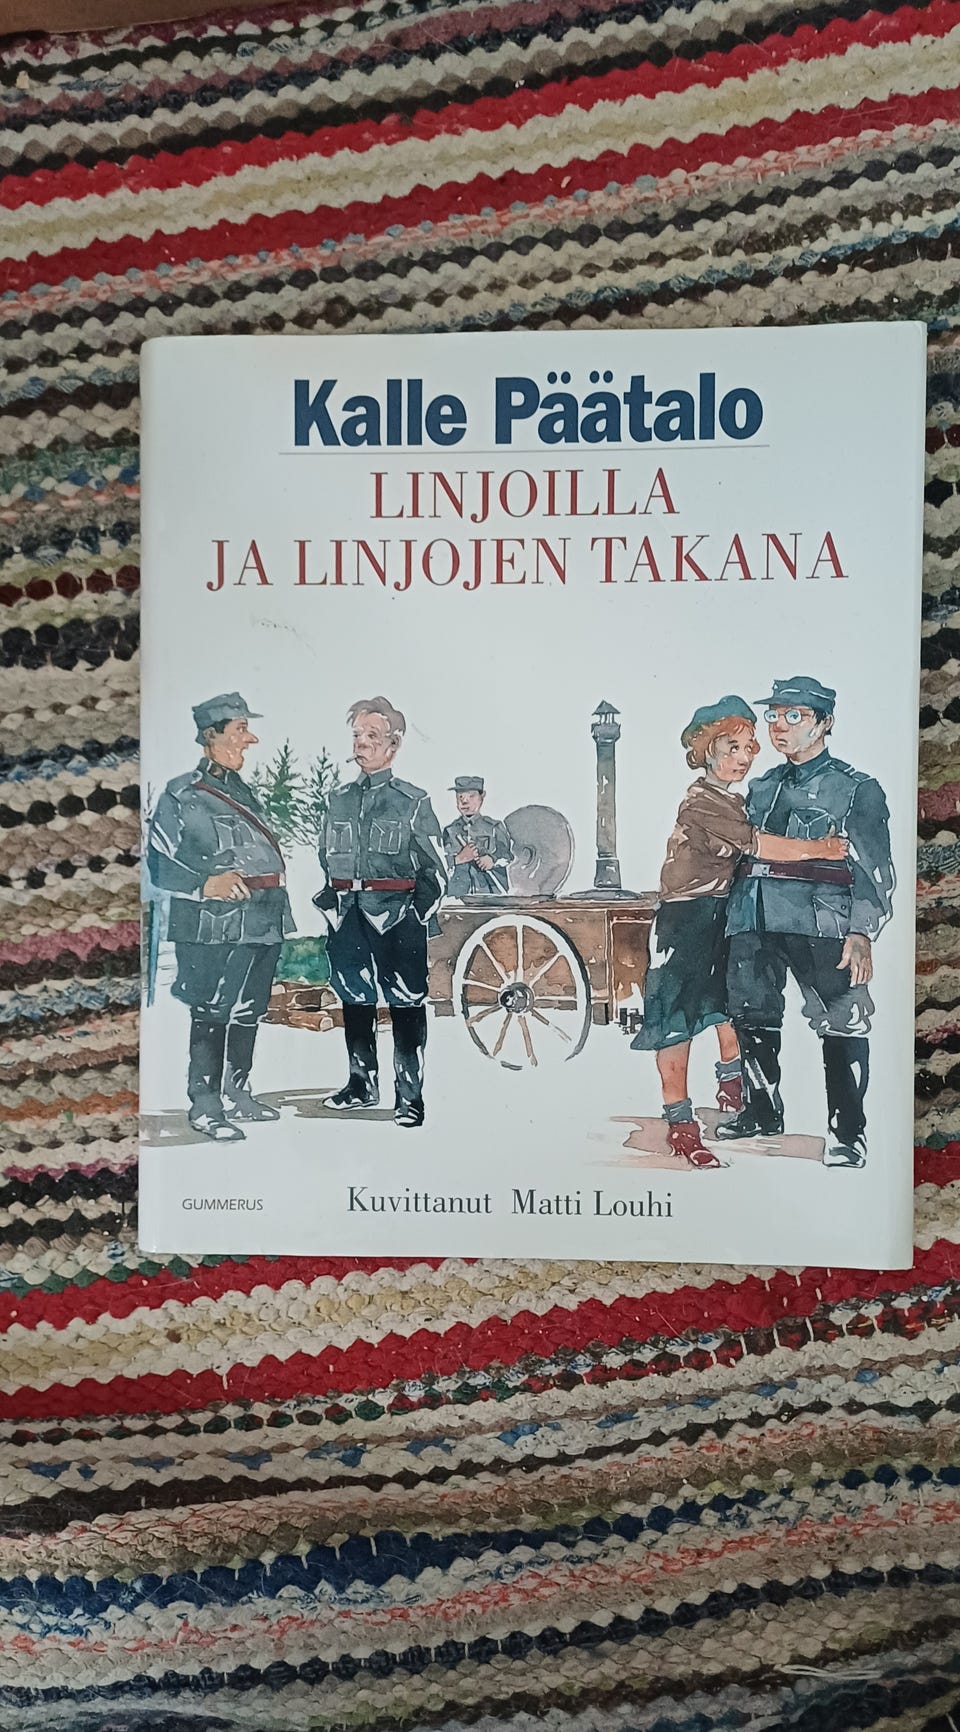 Kalle Päätalo
LINJOILLA
JA LINJOJEN TAKANA
GUMMERUS
Kuvittanut Matti Louhi